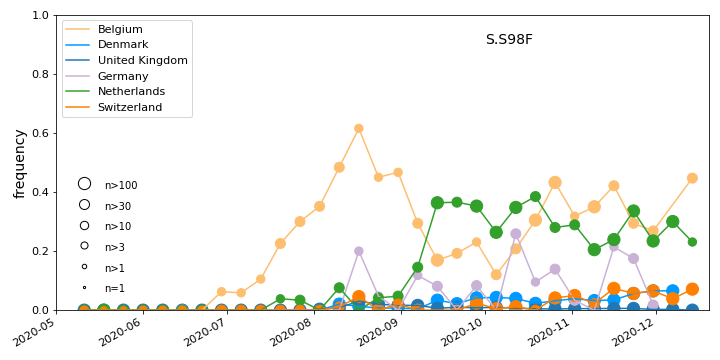 S.S98F
Belgium
Denmark
United Kingdom
Germany
Netherlands
Switzerland
frequency
1.0
0.8
0.6
0.4
0.2
0.0
n>100
n>30
n>10
n>3
n>1
n=1
2020-05
2020-06
2020-07
2020-08
2020-09
2020-10
2020-11
2020-12